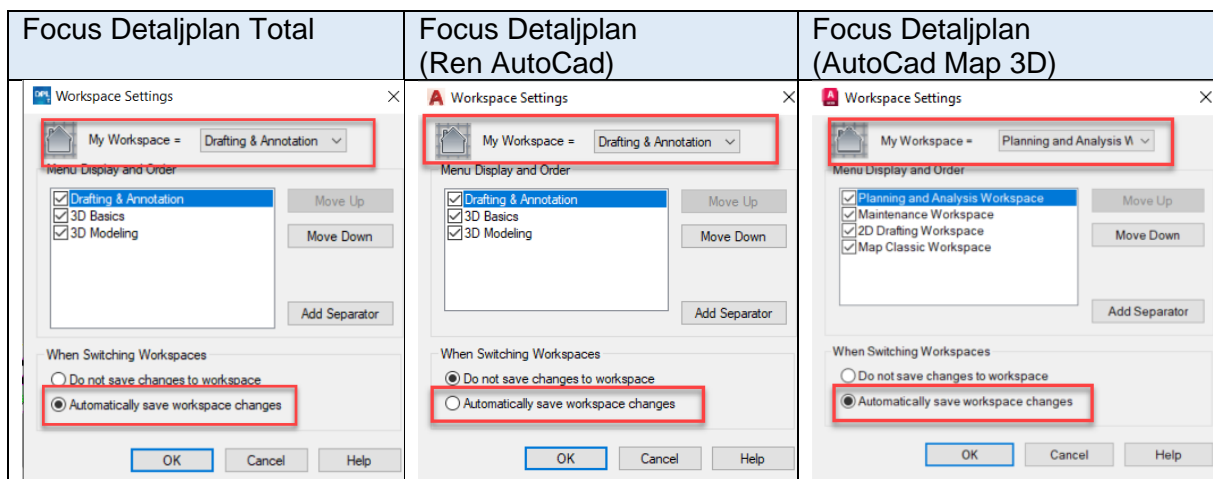 Focus Detaljplan Total
Focus Detaljplan
(Ren AutoCad)
Focus Detaljplan
(AutoCad Map 3D)
DPL Workspace Settings
My Workspace = Drafting & Annotation
Menu Display and Order
Drafting & Annotation
3D Basics
3D Modeling
Move Up
Move Down
Add Separator
When Switching Workspaces
Do not save changes to workspace
Automatically save workspace changes
OK Cancel Help
Workspace Settings
My Workspace = Drafting & Annotation
Menu Display and Order
Drafting & Annotation
3D Basics
3D Modeling
Move Up
Move Down
Add Separator
When Switching Workspaces
Do not save changes to workspace
Automatically save workspace changes
OK Cancel Help
Workspace Settings
My Workspace = Planning and Analysis W
Menu Display and Order
Planning and Analysis Workspace
Maintenance Workspace
2D Drafting Workspace
Map Classic Workspace
Move Up
Move Down
Add Separator
When Switching Workspaces
Do not save changes to workspace
Automatically save workspace changes
OK Cancel Help